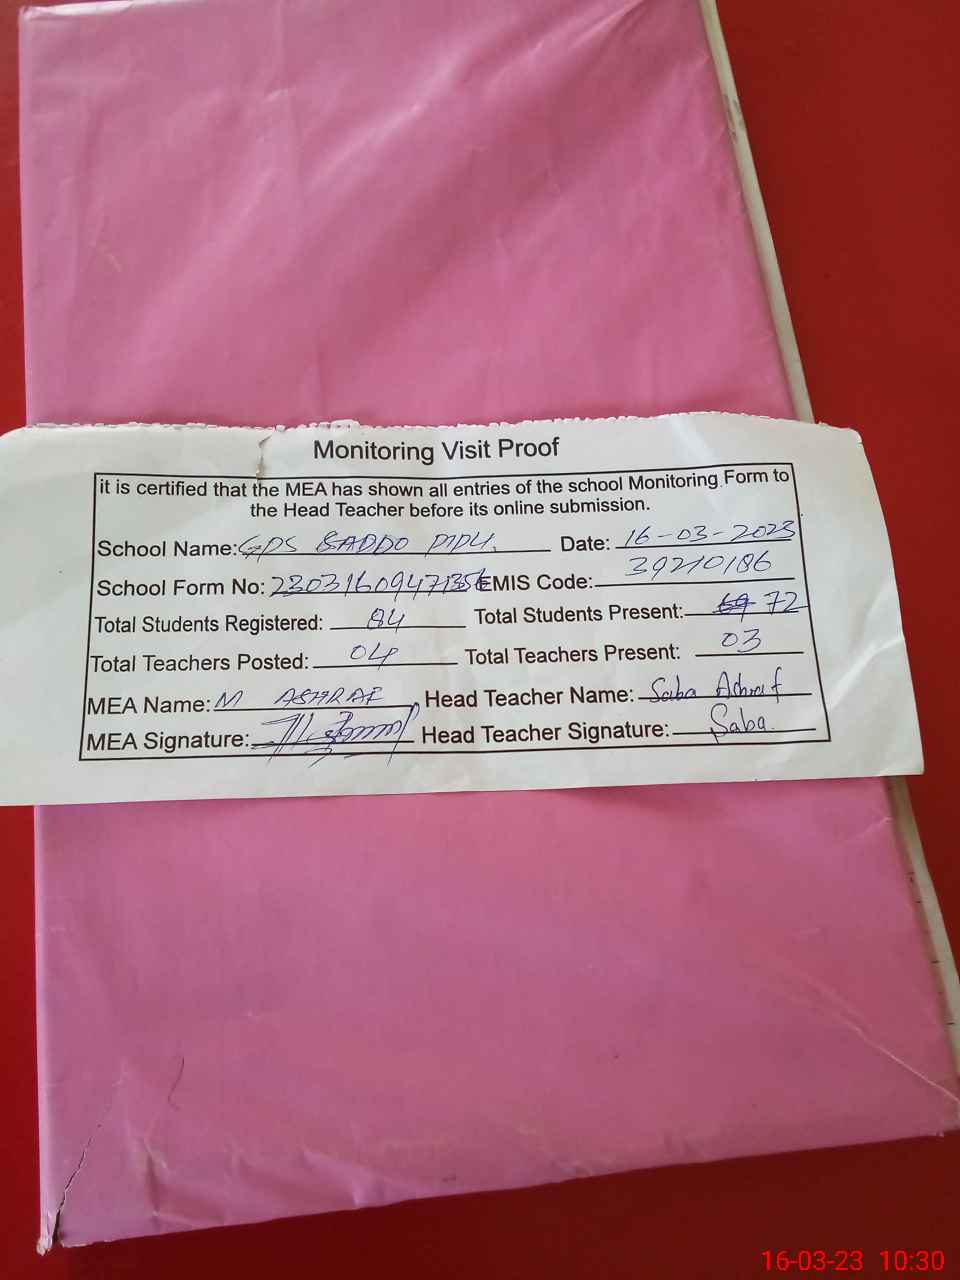 Monitoring Visit Proof
it is certified that the MEA has shown all entries of the school Monitoring Form to
the Head Teacher before its online submission.
School Name: GPS BADDO Date: 16-03-2023
School Form No: EMIS Code: 39210186
Total Students Registered: 84 Total Students Present: 69 72
Total Teachers Posted: 04 Total Teachers Present: 03
MEA Name: M ASHRAF, Head Teacher Name: Saba Ashraf
MEA Signature: Head Teacher Signature: Saba.
16-03-23 10:30